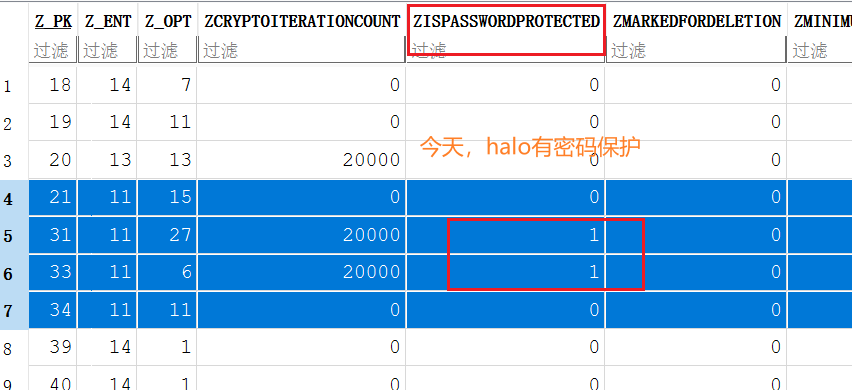 Z_PK Z_ENT Z_OPT ZCRYPTOITERATIONCOUNT ZISPASSWORDPROTECTED ZMARKEDFORDELETION ZMINIMU
过滤 过滤 过滤 过滤 过滤 过滤 过滤
1 18 14 7 0 0 0
2 19 14 11 0 0 0
今天，halo有密码保护
3 20 13 13 20000 0 0
4 21 11 15 0 0 0
5 31 11 27 20000 1 0
6 33 11 6 20000 1 0
7 34 11 11 0 0 0
8 39 14 1 0 0 0
9 40 14 1 0 0 0